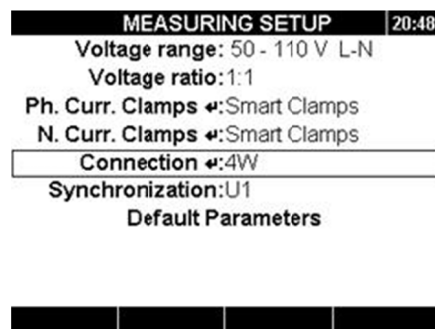 MEASURING SETUP 20:48
Voltage range: 50 - 110 V L-N
Voltage ratio:1:1
Ph. Curr. Clamps ↵:Smart Clamps
N. Curr. Clamps ↵:Smart Clamps
Connection ↵:4W
Synchronization:U1
Default Parameters